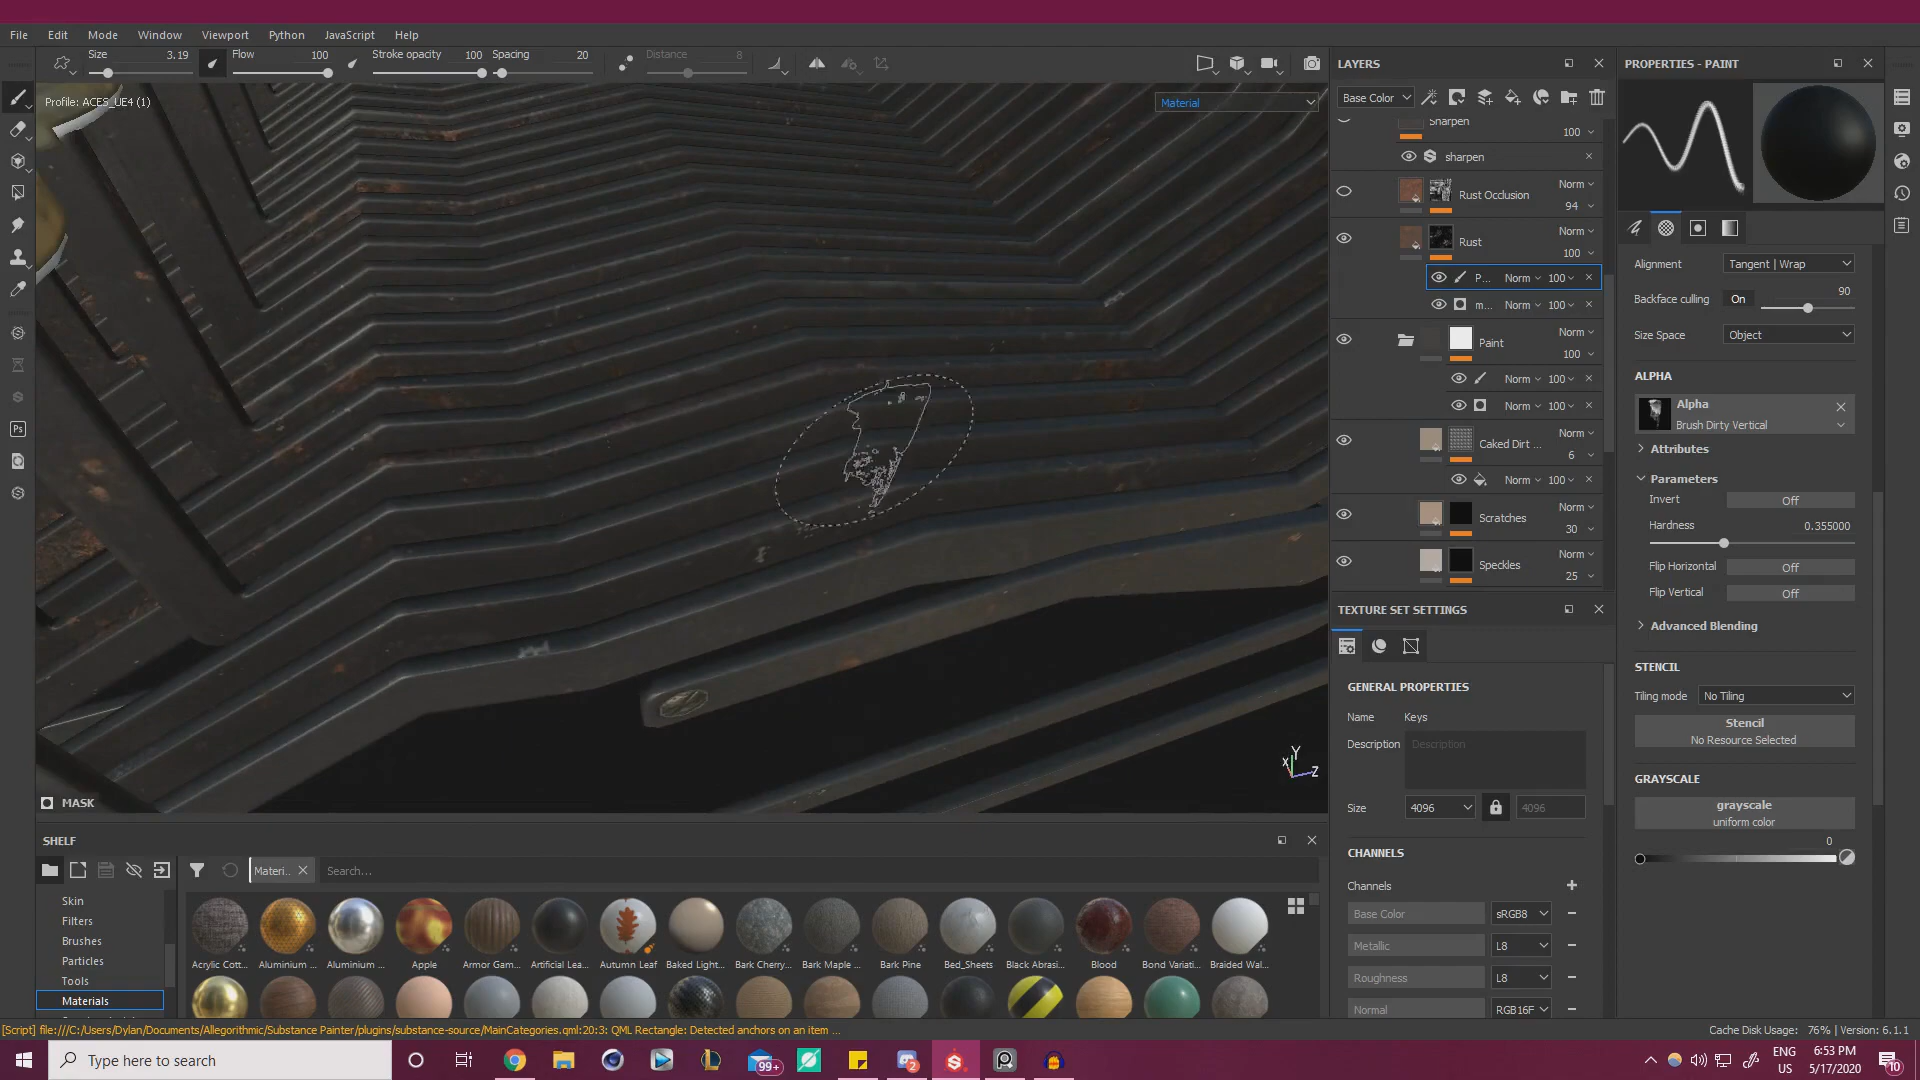 File Edit Mode Window Viewport Python JavaScript Help
Size 3.19 Flow 100 Stroke opacity 100 Spacing 20 Distance 8
Profile: ACES_UE4 (1)
Material
MASK
Y
X
Z
LAYERS
Base Color
Sharpen
100
sharpen
Rust Occlusion Norm
94
Rust Norm
100
P... Norm 100
m... Norm 100
Paint Norm
100
Norm 100
Norm 100
Caked Dirt ... Norm
6
Norm 100
Scratches Norm
30
Speckles Norm
25
TEXTURE SET SETTINGS
GENERAL PROPERTIES
Name Keys
Description Description
Size 4096 4096
CHANNELS
Channels
Base Color sRGB8
Metallic L8
Roughness L8
Normal RGB16F
PROPERTIES - PAINT
Alignment Tangent | Wrap
Backface culling On 90
Size Space Object
ALPHA
Alpha
Brush Dirty Vertical
Attributes
Parameters
Invert Off
Hardness 0.355000
Flip Horizontal Off
Flip Vertical Off
Advanced Blending
STENCIL
Tiling mode No Tiling
Stencil
No Resource Selected
GRAYSCALE
grayscale
uniform color
0
SHELF
Materi.. Search...
Skin
Filters
Brushes
Particles
Tools
Materials
Acrylic Cott... Aluminium ... Aluminium ... Apple Armor Gam... Artificial Lea... Autumn Leaf Baked Light... Bark Cherry... Bark Maple ... Bark Pine Bed_Sheets Black Abrasi... Blood Bond Variati... Braided Wal...
[Script] file:///C:/Users/Dylan/Documents/Allegorithmic/Substance Painter/plugins/substance-source/MainCategories.qml:20:3: QML Rectangle: Detected anchors on an item ...
Cache Disk Usage: 76% | Version: 6.1.1
Type here to search
Ps
99+
2
ENG
US
6:53 PM
5/17/2020
10